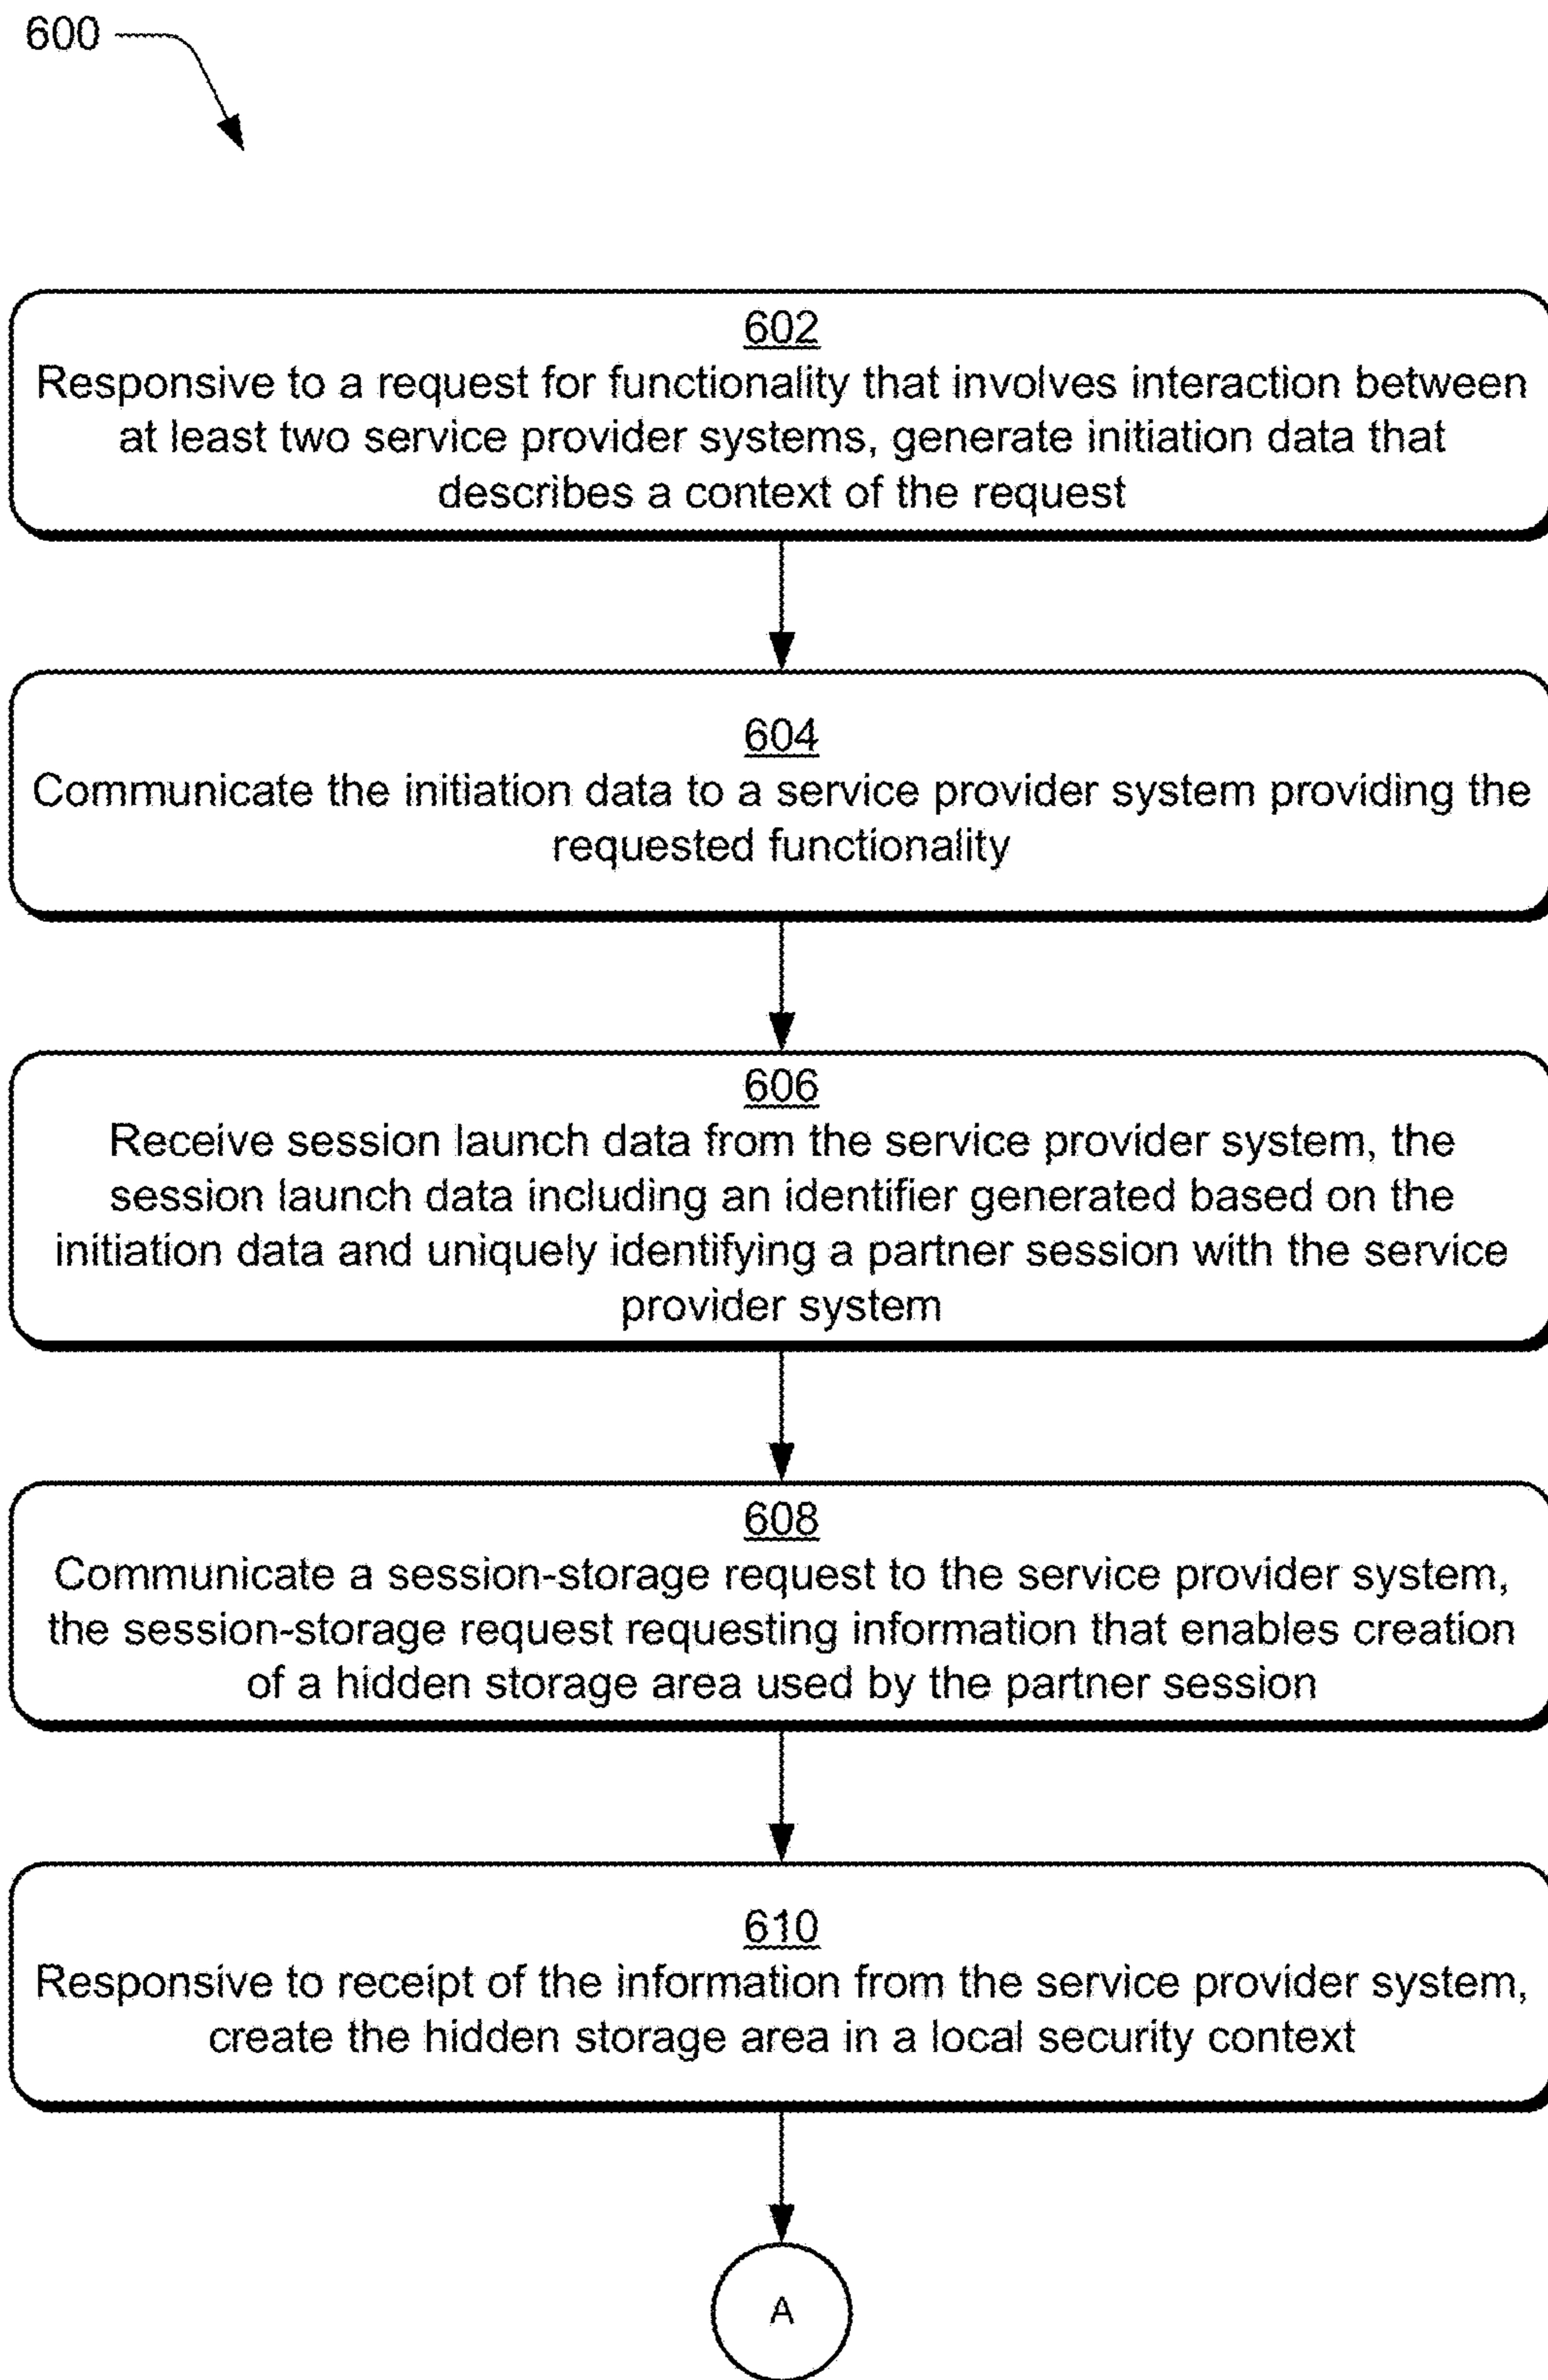 600
602
Responsive to a request for functionality that involves interaction between
at least two service provider systems, generate initiation data that
describes a context of the request
604
Communicate the initiation data to a service provider system providing the
requested functionality
606
Receive session launch data from the service provider system, the
session launch data including an identifier generated based on the
initiation data and uniquely identifying a partner session with the service
provider system
608
Communicate a session-storage request to the service provider system,
the session-storage request requesting information that enables creation
of a hidden storage area used by the partner session
610
Responsive to receipt of the information from the service provider system,
create the hidden storage area in a local security context
A